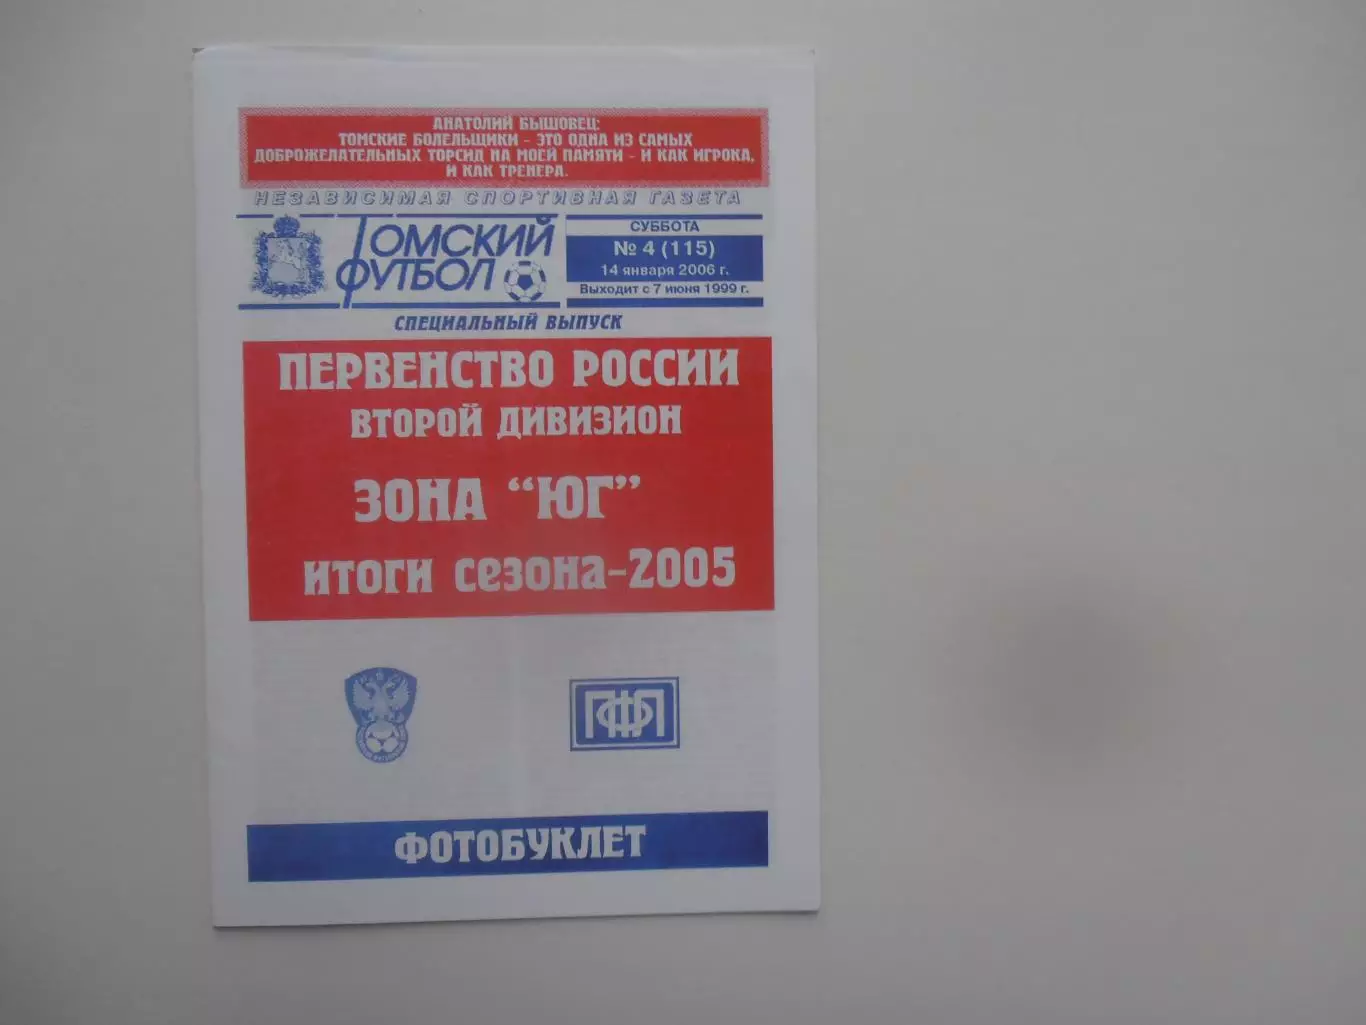 АНАТОЛИЙ БЫШОВЕЦ:
ТОМСКИЕ БОЛЕЛЬЩИКИ - ЭТО ОДНА ИЗ САМЫХ
ДОБРОЖЕЛАТЕЛЬНЫХ ТОРСИД НА МОЕЙ ПАМЯТИ - И КАК ИГРОКА,
И КАК ТРЕНЕРА.
НЕЗАВИСИМАЯ СПОРТИВНАЯ ГАЗЕТА
ТОМСКИЙ
ФУТБОЛ
СУББОТА
№ 4 (115)
14 января 2006 г.
Выходит с 7 июня 1999 г.
СПЕЦИАЛЬНЫЙ ВЫПУСК
ПЕРВЕНСТВО РОССИИ
ВТОРОЙ ДИВИЗИОН
ЗОНА "ЮГ"
ИТОГИ СЕЗОНА-2005
ПФЛ
ФОТОБУКЛЕТ